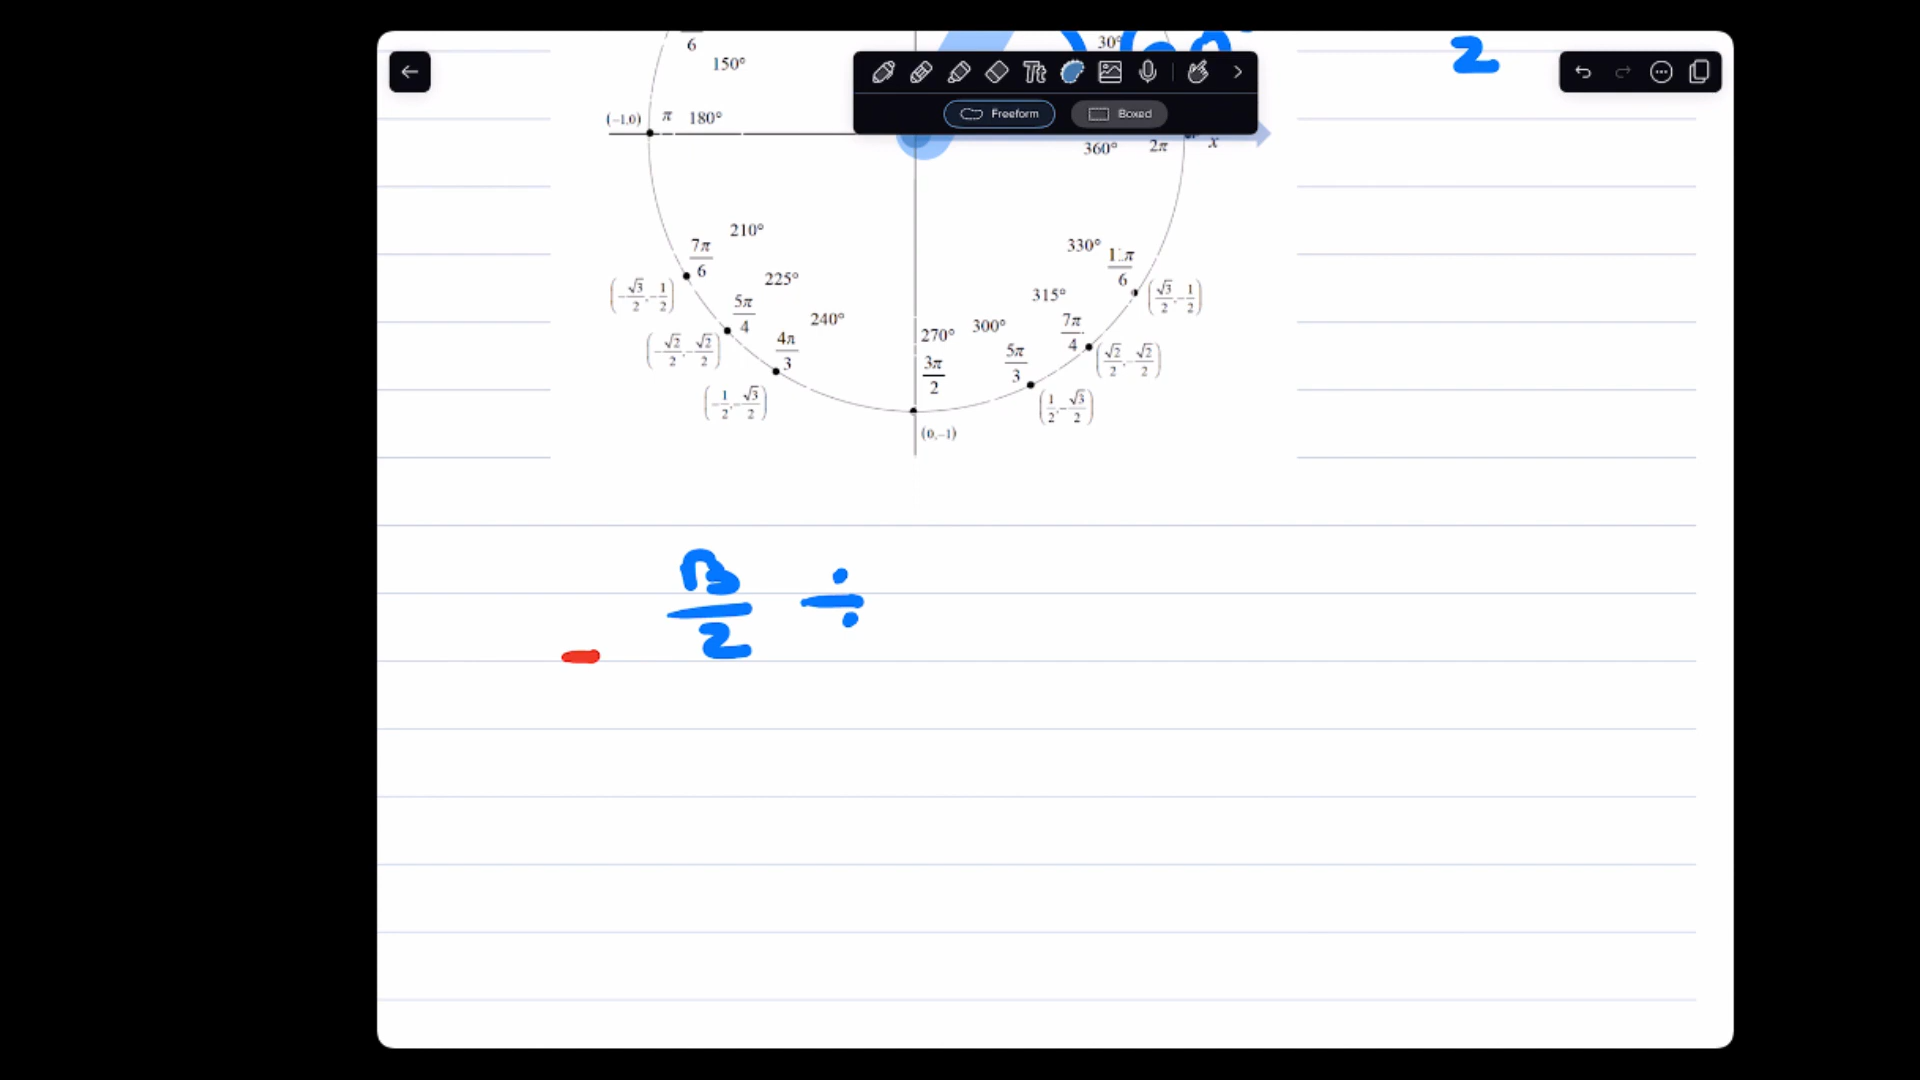 6
150°
30°
2
Tt
Freeform Boxed
(−1,0) π 180°
360° 2π x
210°
7π/6
(−√3/2, −1/2)
225°
5π/4
(−√2/2, −√2/2)
240°
4π/3
(−1/2, −√3/2)
270°
3π/2
(0,−1)
300°
5π/3
(1/2, −√3/2)
315°
7π/4
(√2/2, −√2/2)
330°
π/6
(√3/2, −1/2)
√3/2 ÷
−